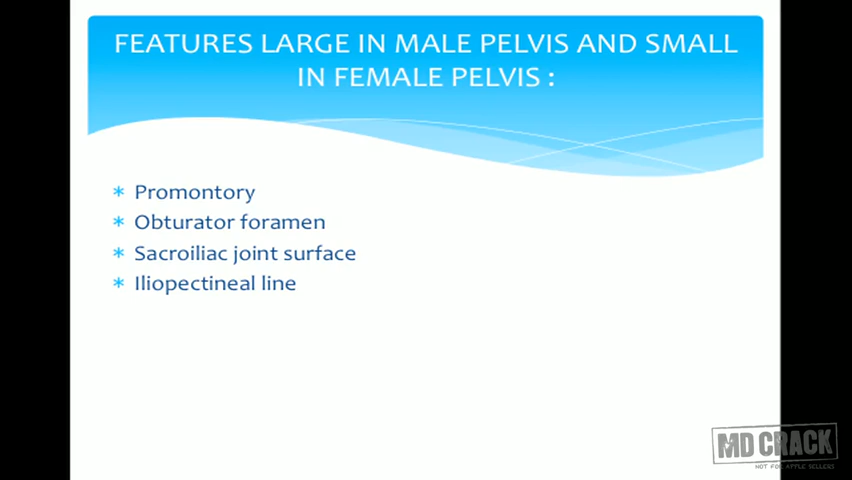 FEATURES LARGE IN MALE PELVIS AND SMALL
IN FEMALE PELVIS :
* Promontory
* Obturator foramen
* Sacroiliac joint surface
* Iliopectineal line
MD CRACK
NOT FOR APPLE SELLERS